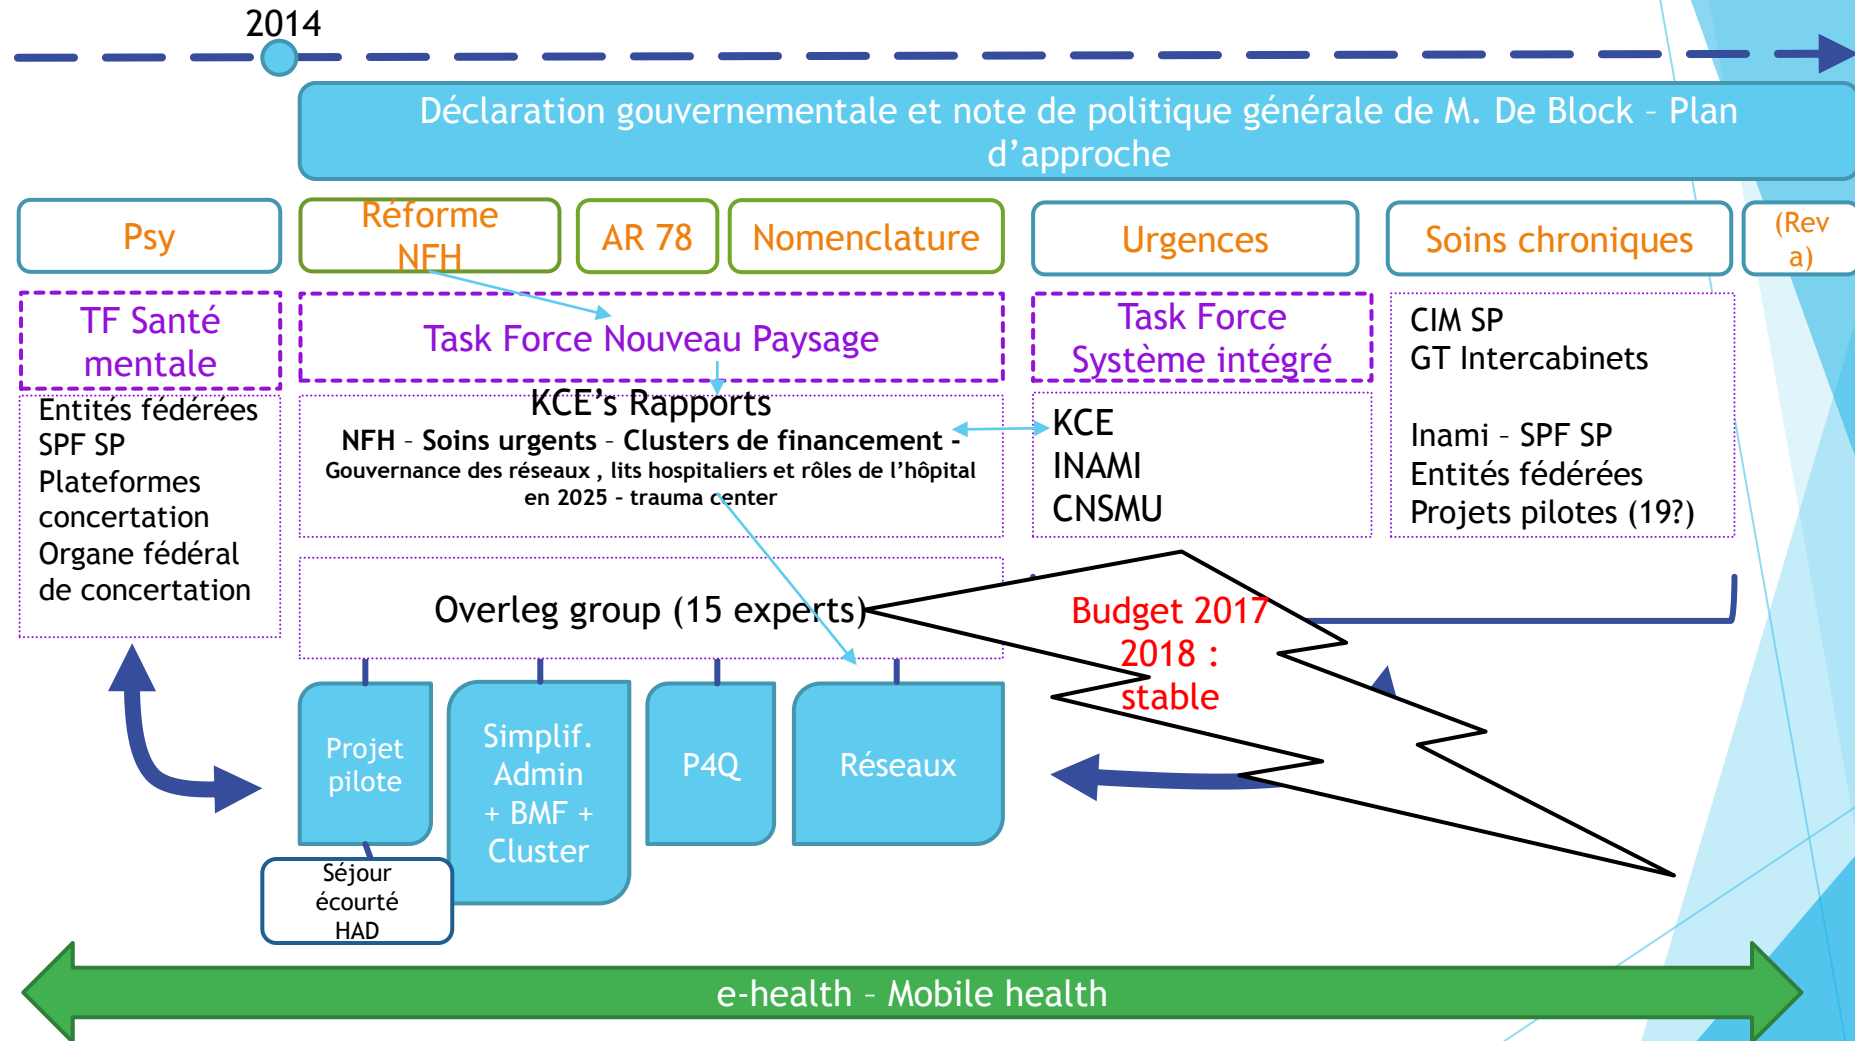 2014
Déclaration gouvernementale et note de politique générale de M. De Block – Plan
d’approche
Psy
Réforme
NFH
AR 78
Nomenclature
Urgences
Soins chroniques
(Rev
a)
TF Santé
mentale
Task Force Nouveau Paysage
Task Force
Système intégré
CIM SP
GT Intercabinets
Inami – SPF SP
Entités fédérées
Projets pilotes (19?)
Entités fédérées
SPF SP
Plateformes
concertation
Organe fédéral
de concertation
KCE’s Rapports
NFH – Soins urgents – Clusters de financement –
Gouvernance des réseaux , lits hospitaliers et rôles de l’hôpital
en 2025 – trauma center
KCE
INAMI
CNSMU
Overleg group (15 experts)
Budget 2017
2018 :
stable
Projet
pilote
Simplif.
Admin
+ BMF +
Cluster
P4Q
Réseaux
Séjour
écourté
HAD
e-health – Mobile health